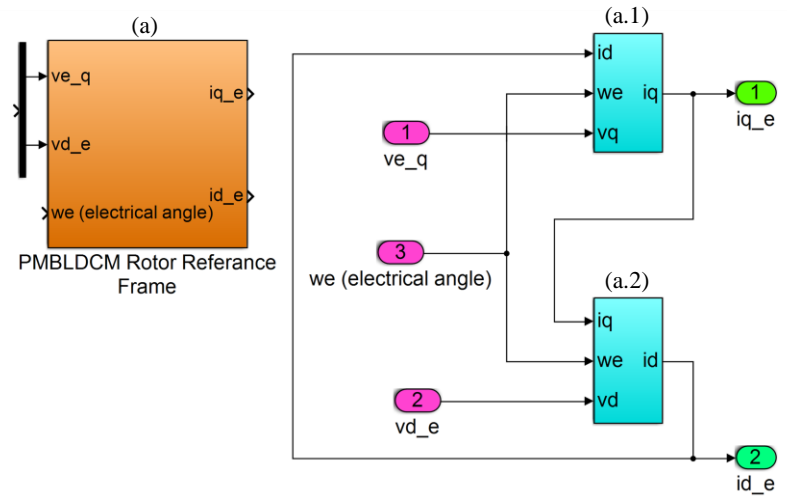 (a)
ve_q
iq_e
vd_e
id_e
we (electrical angle)
PMBLDCM Rotor Referance
Frame
(a.1)
id
we
iq
vq
1
ve_q
1
iq_e
3
we (electrical angle)
(a.2)
iq
we
id
vd
2
vd_e
2
id_e